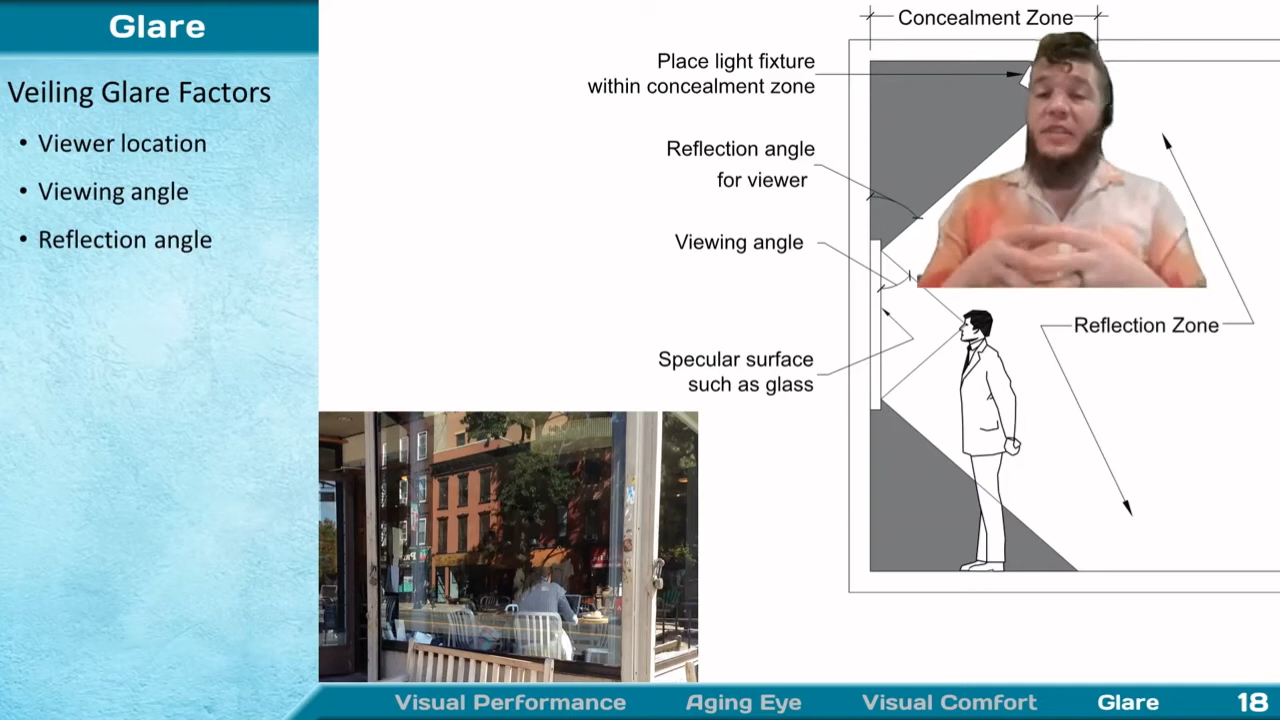 Glare
Veiling Glare Factors
• Viewer location
• Viewing angle
• Reflection angle
Concealment Zone
Place light fixture
within concealment zone
Reflection angle
for viewer
Viewing angle
Specular surface
such as glass
Reflection Zone
Visual Performance
Aging Eye
Visual Comfort
Glare
18